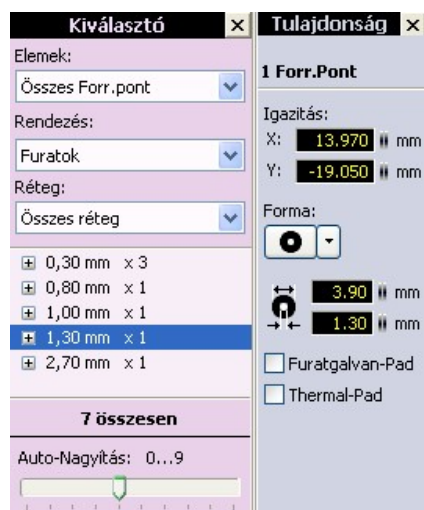 Kiválasztó
Elemek:
Összes Forr.pont
Rendezés:
Furatok
Réteg:
Összes réteg
0,30 mm x 3
0,80 mm x 1
1,00 mm x 1
1,30 mm x 1
2,70 mm x 1
7 összesen
Auto-Nagyítás: 0...9
Tulajdonság
1 Forr.Pont
Igazitás:
X: 13.970 mm
Y: -19.050 mm
Forma:
3.90 mm
1.30 mm
Furatgalvan-Pad
Thermal-Pad